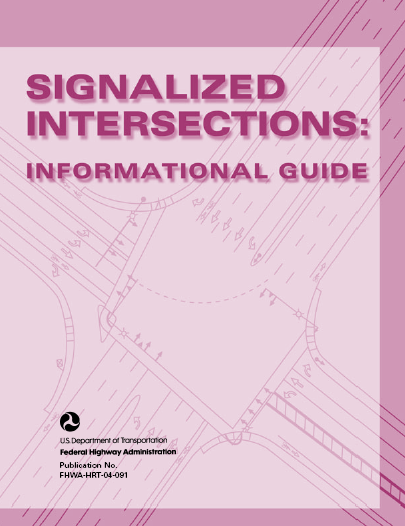 SIGNALIZED
INTERSECTIONS:
INFORMATIONAL GUIDE
U.S. Department of Transportation
Federal Highway Administration
Publication No.
FHWA-HRT-04-091